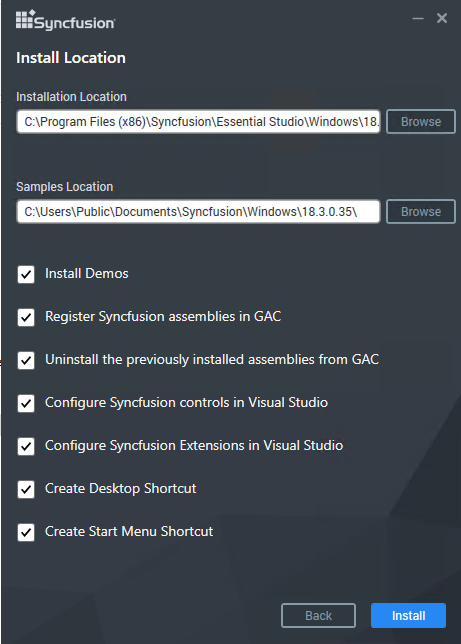 Syncfusion
Install Location
Installation Location
C:\Program Files (x86)\Syncfusion\Essential Studio\Windows\18.
Browse
Samples Location
C:\Users\Public\Documents\Syncfusion\Windows\18.3.0.35\
Browse
Install Demos
Register Syncfusion assemblies in GAC
Uninstall the previously installed assemblies from GAC
Configure Syncfusion controls in Visual Studio
Configure Syncfusion Extensions in Visual Studio
Create Desktop Shortcut
Create Start Menu Shortcut
Back
Install